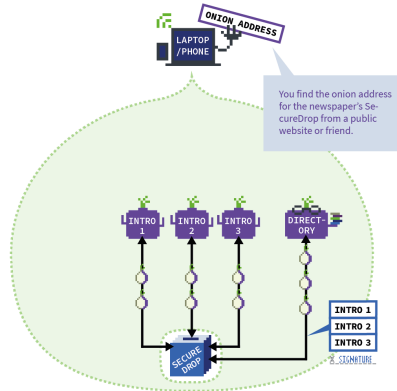 ONION ADDRESS
LAPTOP
/PHONE
You find the onion address
for the newspaper's Se-
cureDrop from a public
website or friend.
INTRO
1
INTRO
2
INTRO
3
DIRECT-
ORY
INTRO 1
INTRO 2
INTRO 3
SIGNATURE
SECURE
DROP